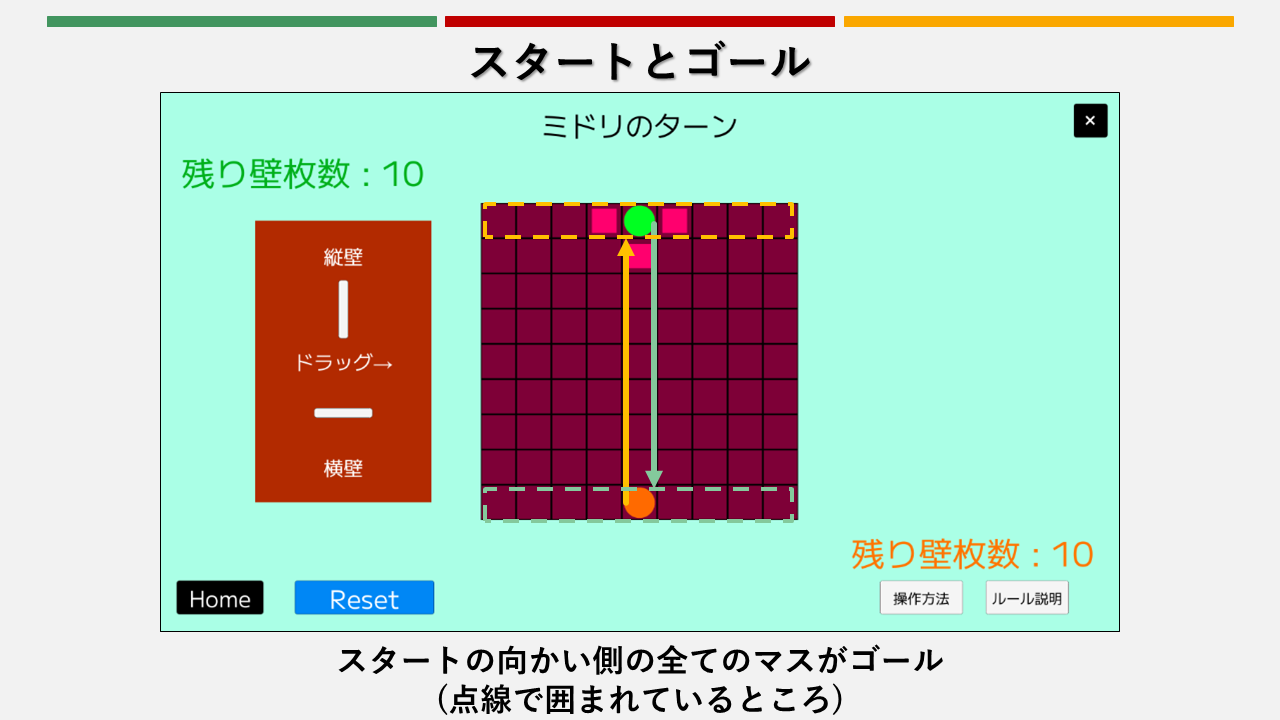 スタートとゴール
ミドリのターン
×
残り壁枚数：10
縦壁
ドラッグ→
横壁
残り壁枚数：10
Home
Reset
操作方法
ルール説明
スタートの向かい側の全てのマスがゴール
（点線で囲まれているところ）